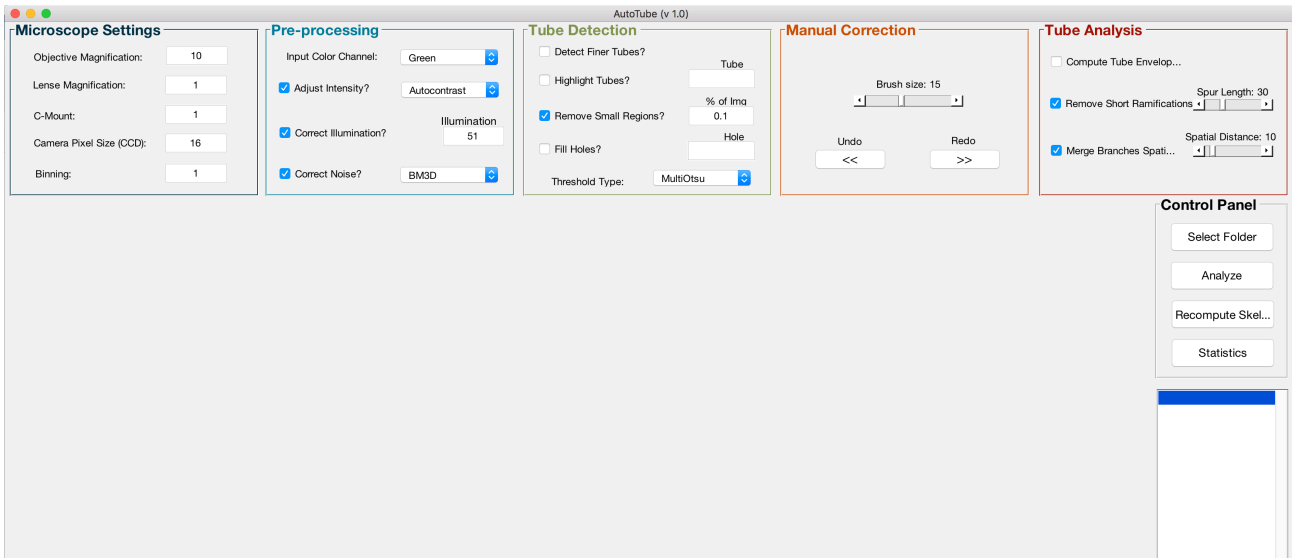 AutoTube (v 1.0)
Microscope Settings
Objective Magnification: 10
Lense Magnification: 1
C-Mount: 1
Camera Pixel Size (CCD): 16
Binning: 1
Pre-processing
Input Color Channel: Green
Adjust Intensity? Autocontrast
Illumination
Correct Illumination? 51
Correct Noise? BM3D
Tube Detection
Detect Finer Tubes?
Tube
Highlight Tubes?
% of Img
Remove Small Regions? 0.1
Hole
Fill Holes?
Threshold Type: MultiOtsu
Manual Correction
Brush size: 15
Undo Redo
<< >>
Tube Analysis
Compute Tube Envelop...
Spur Length: 30
Remove Short Ramifications
Spatial Distance: 10
Merge Branches Spati...
Control Panel
Select Folder
Analyze
Recompute Skel...
Statistics